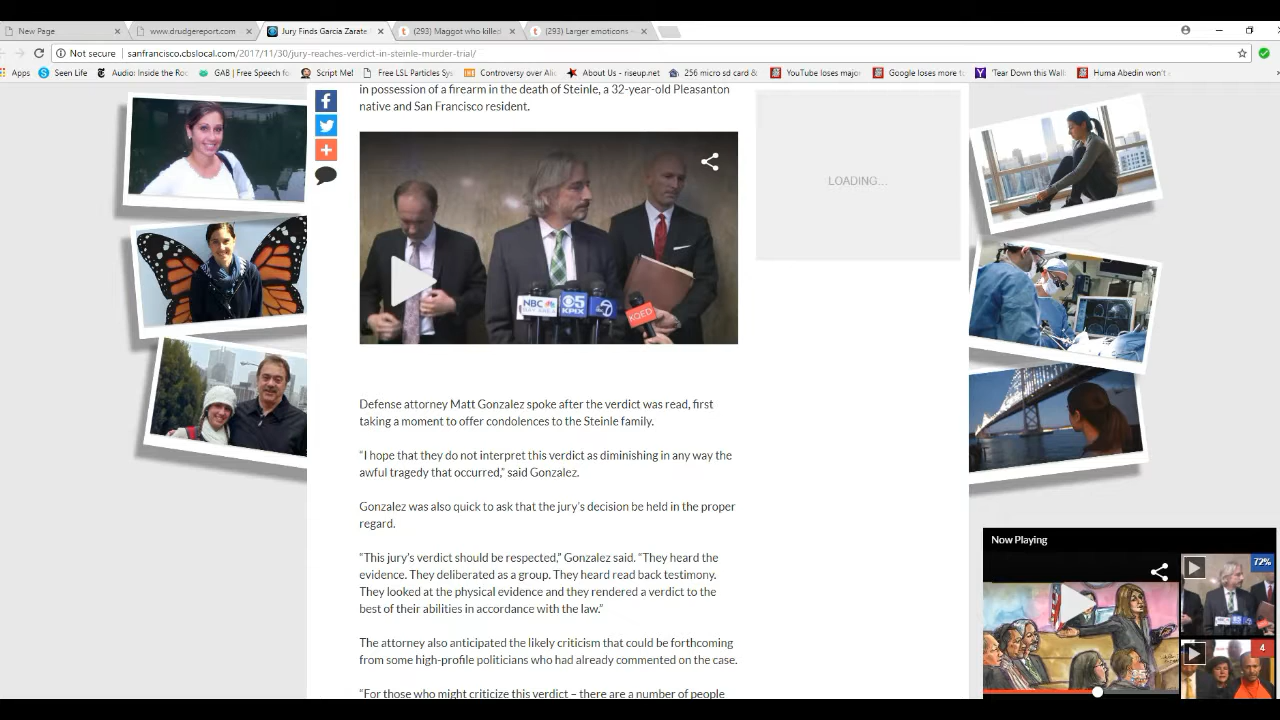 New Page
www.drudgereport.com
Jury Finds Garcia Zarate
(293) Maggot who killed
(293) Larger emoticons -
Not secure
sanfrancisco.cbslocal.com/2017/11/30/jury-reaches-verdict-in-steinle-murder-trial/
Apps
Seen Life
Audio: Inside the Ro
GAB | Free Speech fo
Script Me!
Free LSL Particles Sys
Controversy over Ali
About Us - riseup.net
256 micro sd card &
YouTube loses major
Google loses more t
'Tear Down this Wall
Huma Abedin won't
in possession of a firearm in the death of Steinle, a 32-year-old Pleasanton
native and San Francisco resident.
LOADING...
NBC
BAY AREA
5
KPIX
7
KQED
Defense attorney Matt Gonzalez spoke after the verdict was read, first
taking a moment to offer condolences to the Steinle family.
“I hope that they do not interpret this verdict as diminishing in any way the
awful tragedy that occurred,” said Gonzalez.
Gonzalez was also quick to ask that the jury’s decision be held in the proper
regard.
“This jury’s verdict should be respected,” Gonzalez said. “They heard the
evidence. They deliberated as a group. They heard read back testimony.
They looked at the physical evidence and they rendered a verdict to the
best of their abilities in accordance with the law.”
The attorney also anticipated the likely criticism that could be forthcoming
from some high-profile politicians who had already commented on the case.
“For those who might criticize this verdict – there are a number of people
Now Playing
72%
4